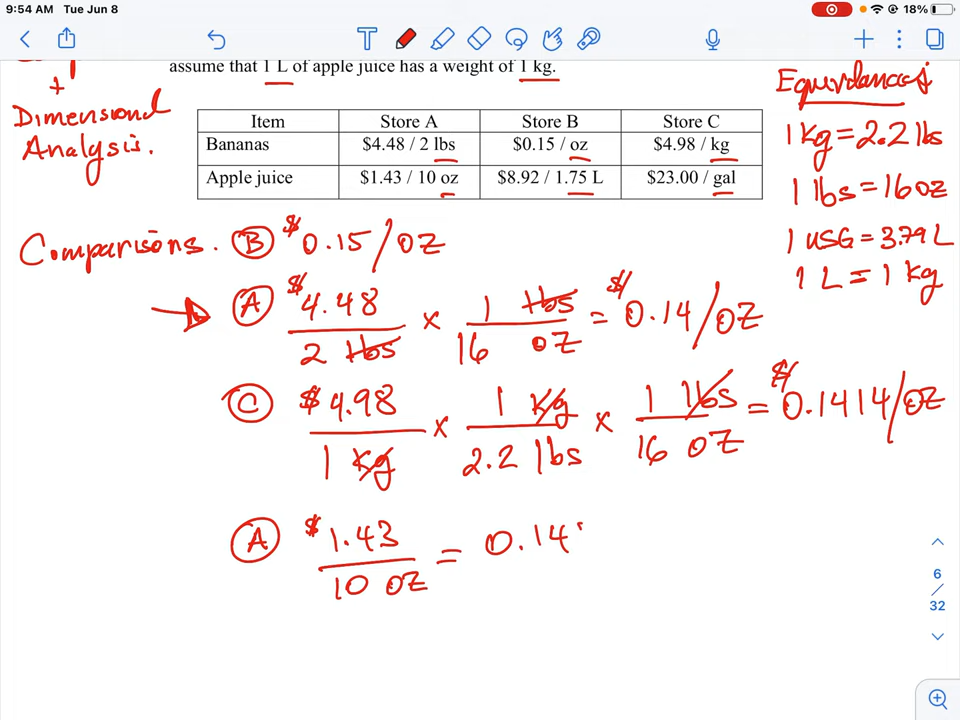 9:54 AM Tue Jun 8
18%
assume that 1 L of apple juice has a weight of 1 kg.
+
Dimensional
Analysis.
Equivalances
1 Kg = 2.2 lbs
1 lbs = 16 oz
1 USG = 3.79 L
1 L = 1 kg
Item Store A Store B Store C
Bananas $4.48 / 2 lbs $0.15 / oz $4.98 / kg
Apple juice $1.43 / 10 oz $8.92 / 1.75 L $23.00 / gal
Comparisons. B $0.15/oz
A $4.48 / 2 lbs × 1 lbs / 16 oz = $0.14/oz
C $4.98 / 1 kg × 1 kg / 2.2 lbs × 1 lbs / 16 oz = $0.1414/oz
A $1.43 / 10 oz = 0.14
6
/
32